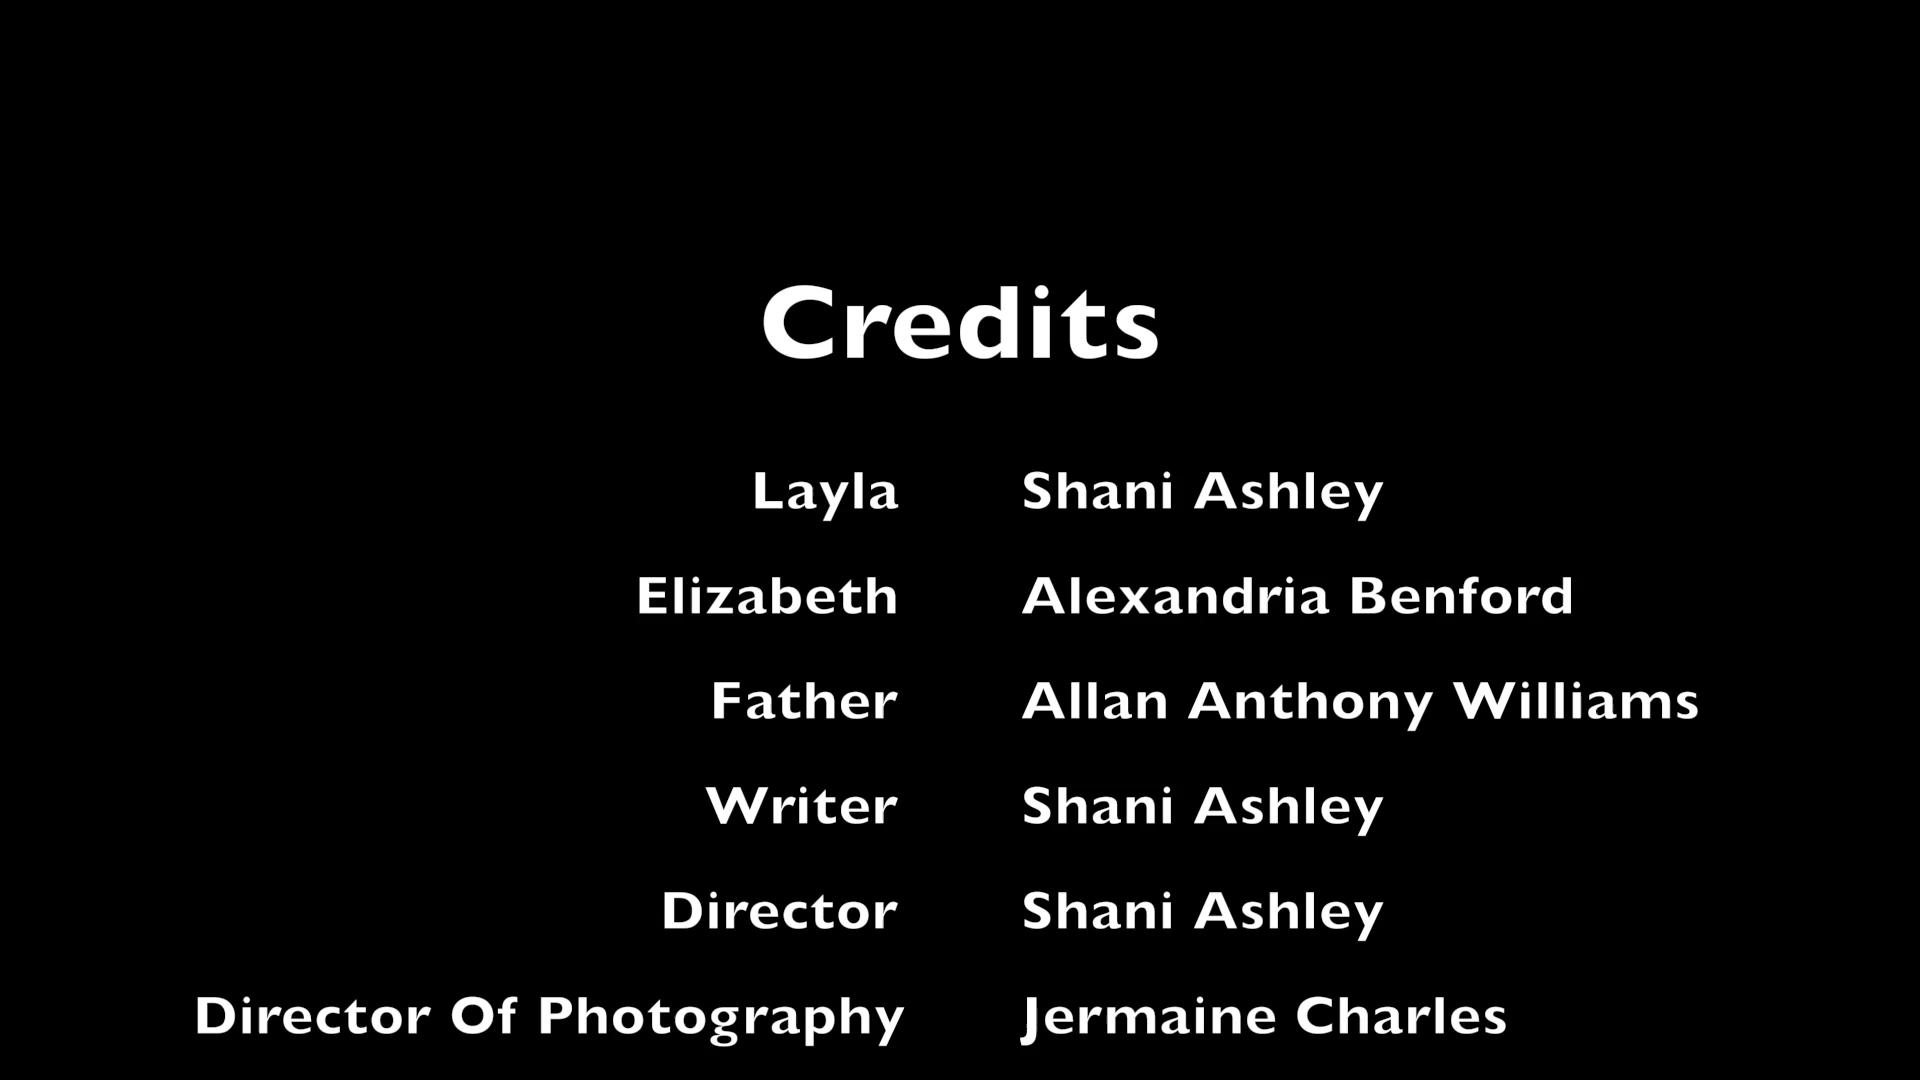 Credits
Layla Shani Ashley
Elizabeth Alexandria Benford
Father Allan Anthony Williams
Writer Shani Ashley
Director Shani Ashley
Director Of Photography Jermaine Charles